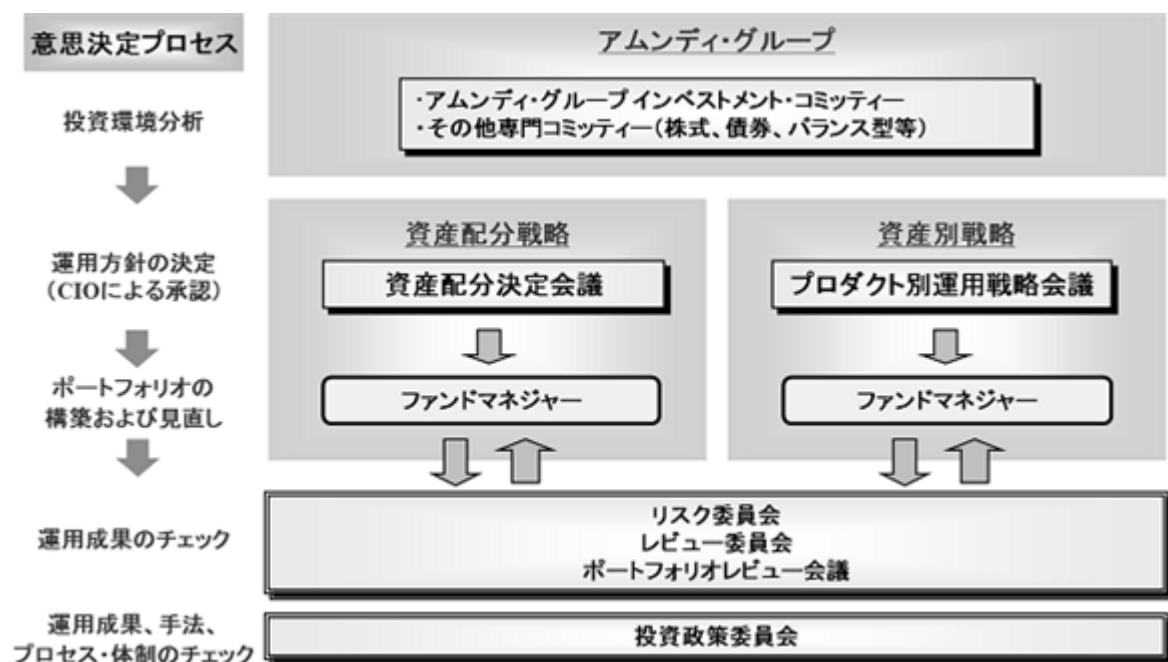 意思決定プロセス
アムンディ・グループ
投資環境分析
・アムンディ・グループ インベストメント・コミッティー
・その他専門コミッティー(株式、債券、バランス型等)
資産配分戦略
資産別戦略
運用方針の決定
(CIOによる承認)
資産配分決定会議
プロダクト別運用戦略会議
ポートフォリオの
構築および見直し
ファンドマネジャー
ファンドマネジャー
運用成果のチェック
リスク委員会
レビュー委員会
ポートフォリオレビュー会議
運用成果、手法、
プロセス・体制のチェック
投資政策委員会